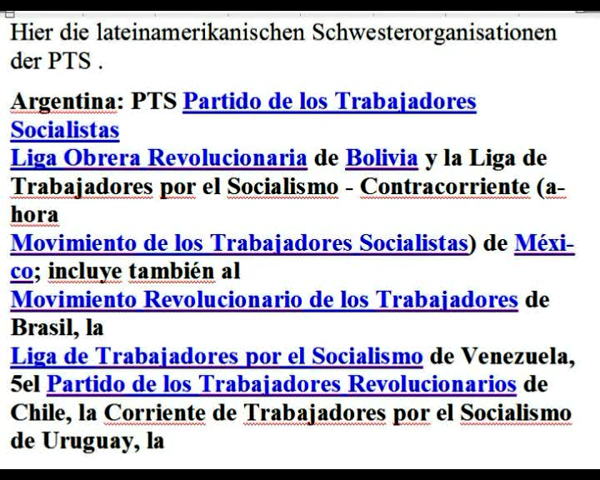 Hier die lateinamerikanischen Schwesterorganisationen
der PTS .
Argentina: PTS Partido de los Trabajadores
Socialistas
Liga Obrera Revolucionaria de Bolivia y la Liga de
Trabajadores por el Socialismo - Contracorriente (a-
hora
Movimiento de los Trabajadores Socialistas) de Méxi-
co; incluye también al
Movimiento Revolucionario de los Trabajadores de
Brasil, la
Liga de Trabajadores por el Socialismo de Venezuela,
5el Partido de los Trabajadores Revolucionarios de
Chile, la Corriente de Trabajadores por el Socialismo
de Uruguay, la